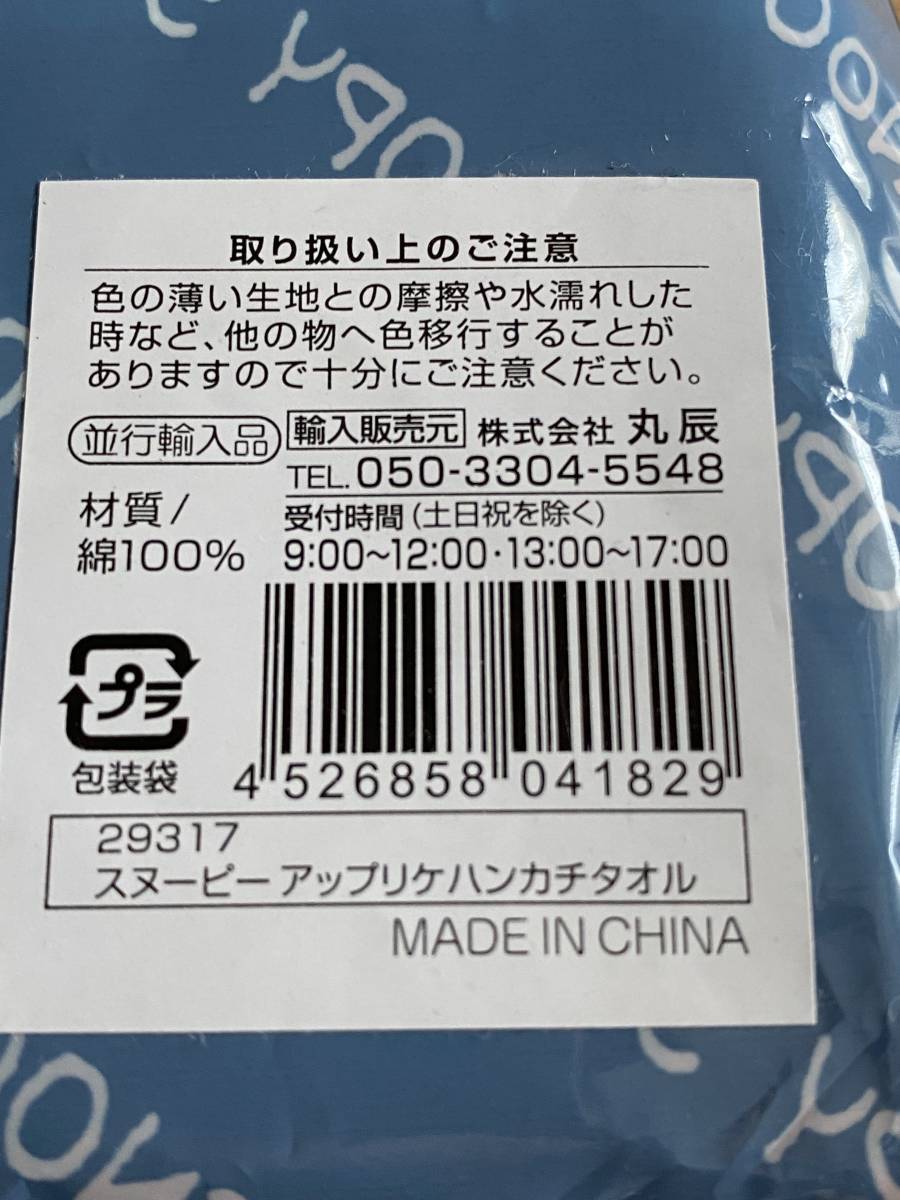 取り扱い上のご注意
色の薄い生地との摩擦や水濡れした
時など、他の物へ色移行することが
ありますので十分にご注意ください。
並行輸入品 輸入販売元 株式会社 丸辰
TEL.050-3304-5548
材質/
綿100%
受付時間(土日祝を除く)
9:00~12:00・13:00~17:00
プラ
包装袋
4 526858 041829
29317
スヌーピー アップリケハンカチタオル
MADE IN CHINA